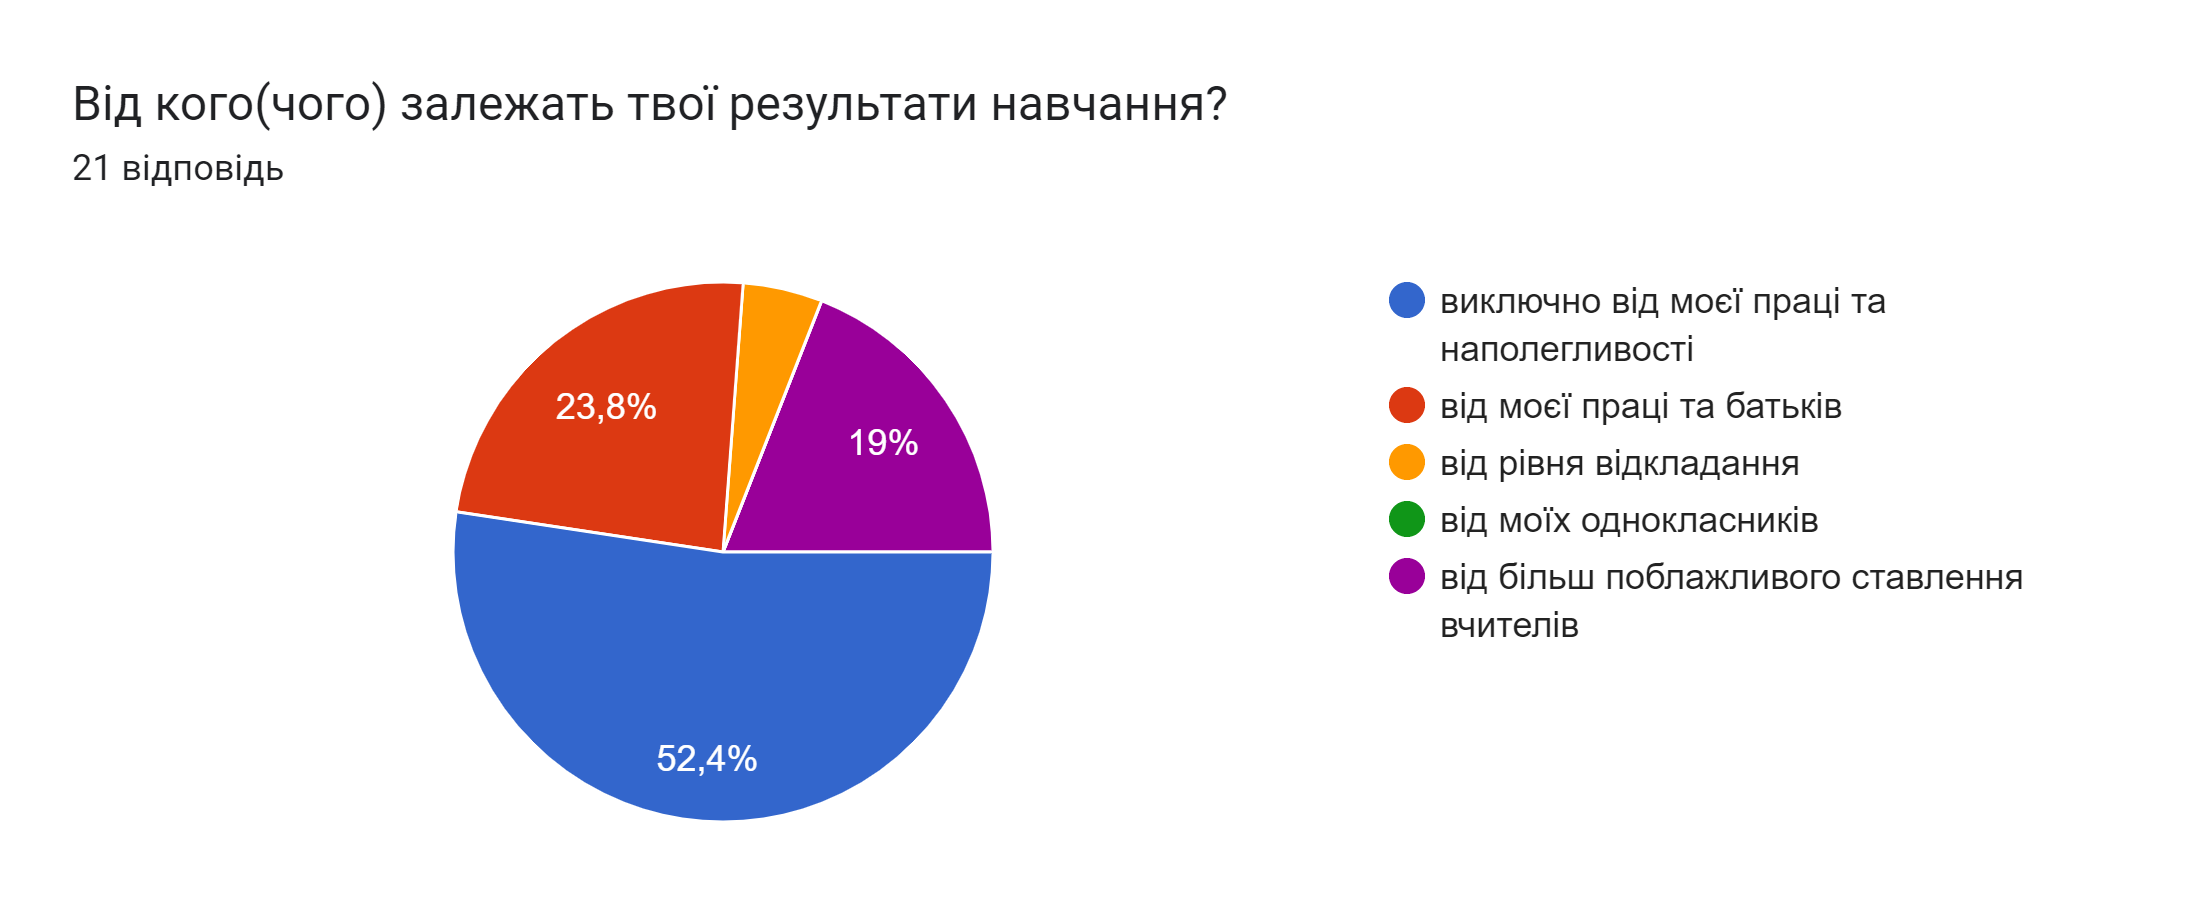 Від кого(чого) залежать твої результати навчання?
21 відповідь
виключно від моєї праці та
наполегливості
від моєї праці та батьків
від рівня відкладання
від моїх однокласників
від більш поблажливого ставлення
вчителів
23,8%
19%
52,4%